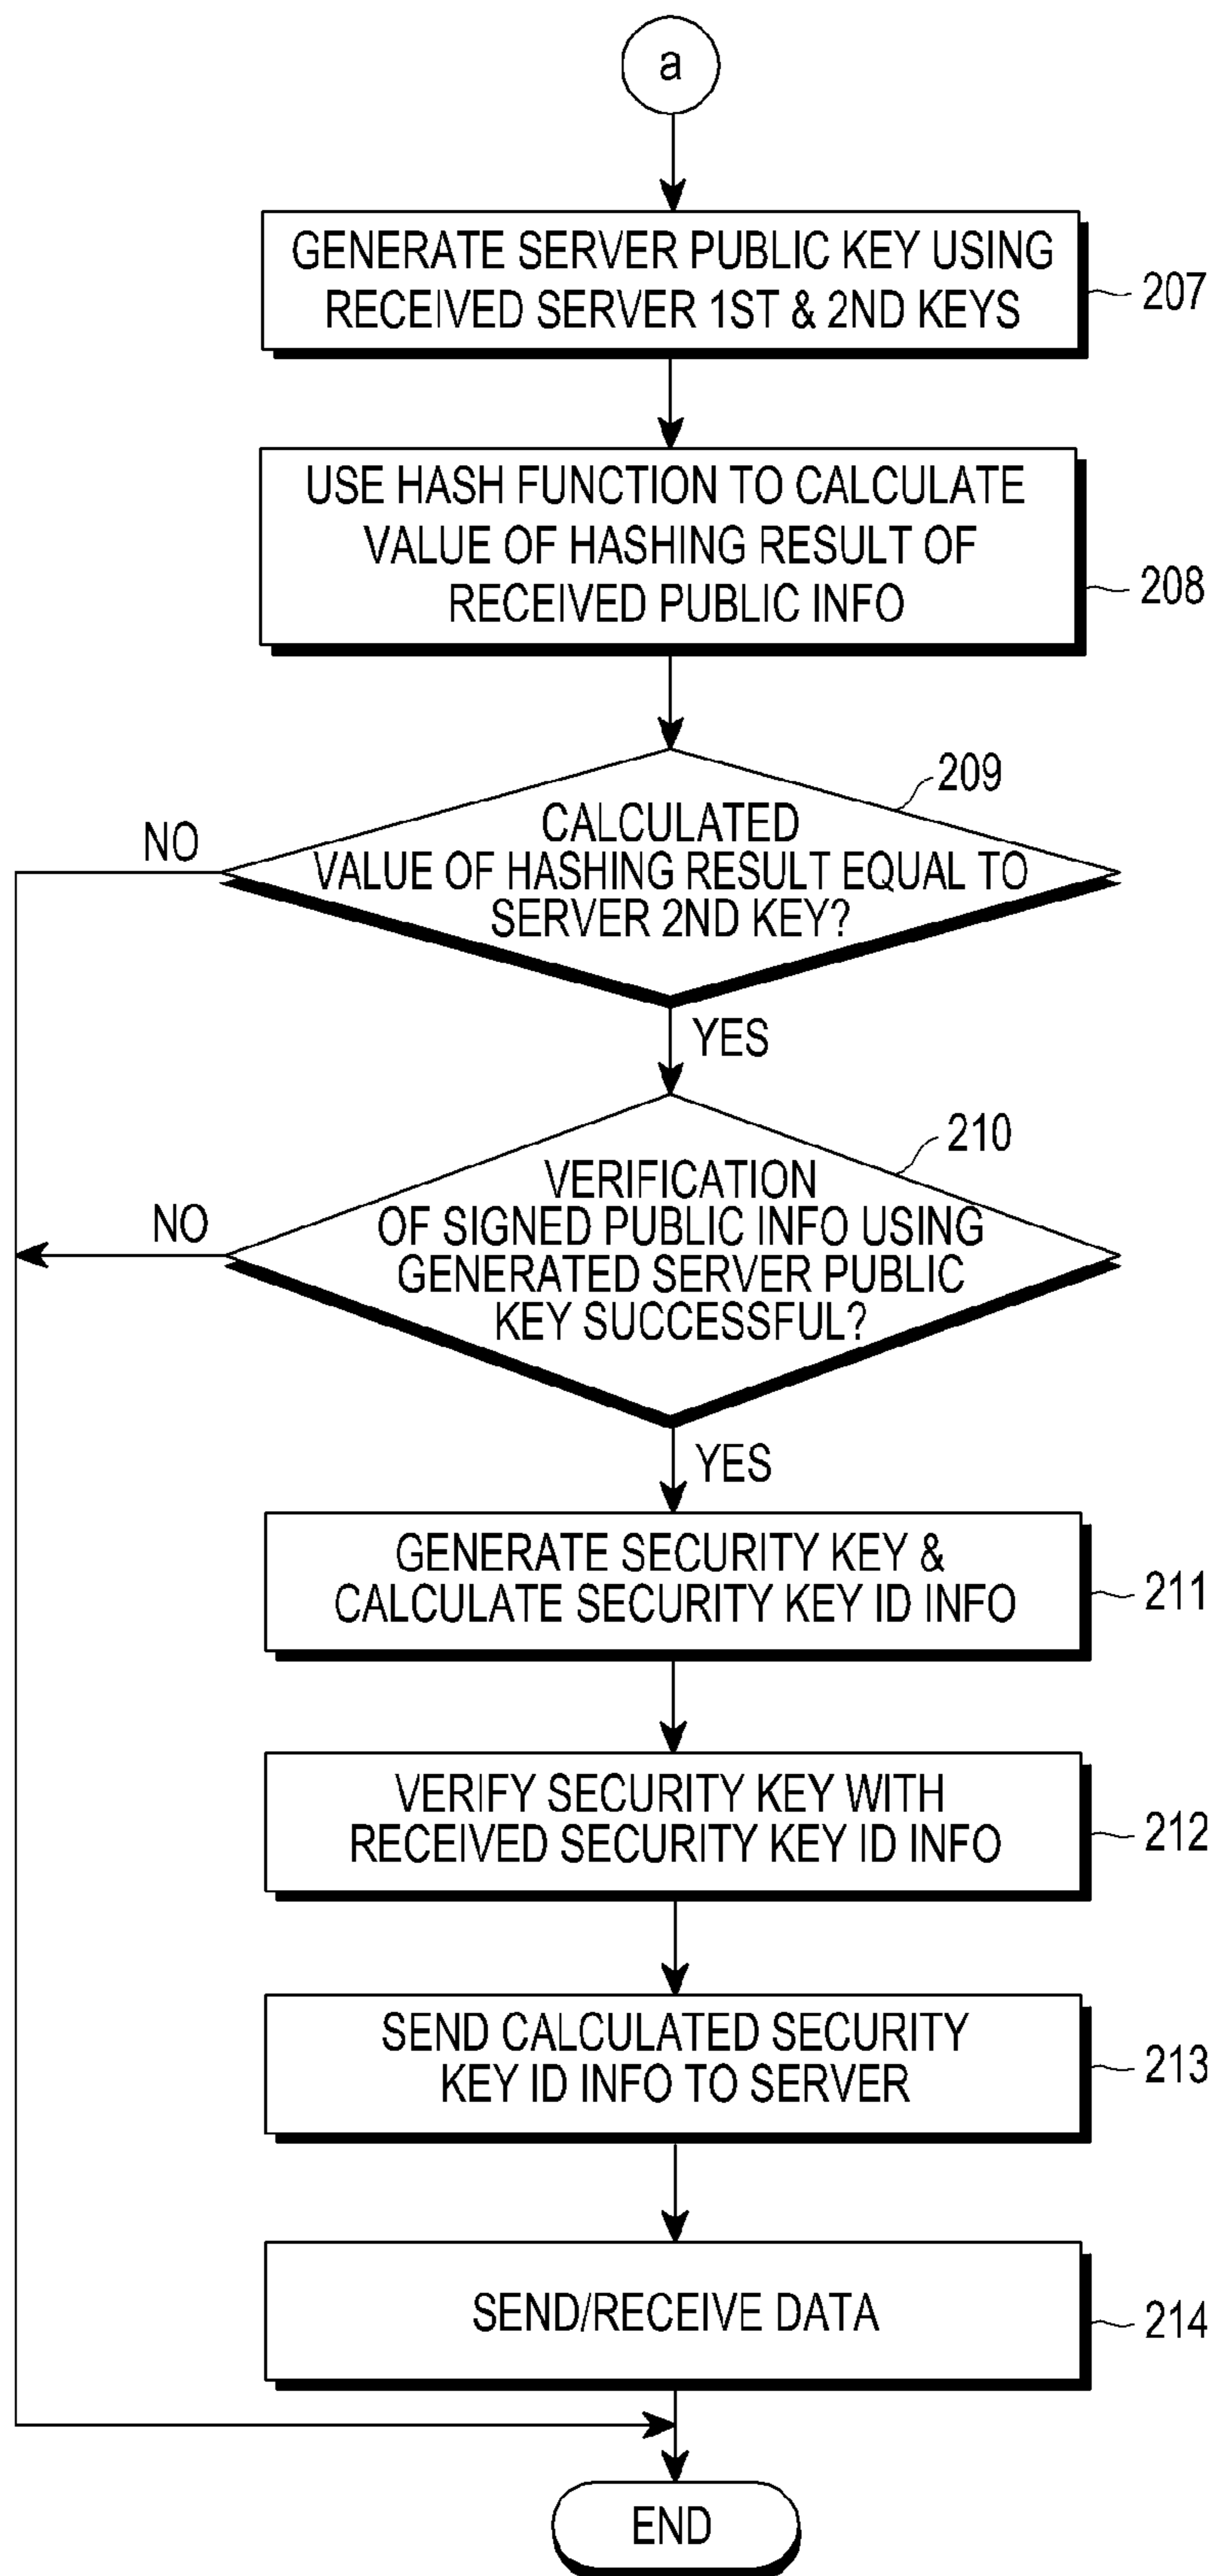 a
GENERATE SERVER PUBLIC KEY USING
RECEIVED SERVER 1ST & 2ND KEYS
207
USE HASH FUNCTION TO CALCULATE
VALUE OF HASHING RESULT OF
RECEIVED PUBLIC INFO
208
209
NO
CALCULATED
VALUE OF HASHING RESULT EQUAL TO
SERVER 2ND KEY?
YES
210
NO
VERIFICATION
OF SIGNED PUBLIC INFO USING
GENERATED SERVER PUBLIC
KEY SUCCESSFUL?
YES
GENERATE SECURITY KEY &
CALCULATE SECURITY KEY ID INFO
211
VERIFY SECURITY KEY WITH
RECEIVED SECURITY KEY ID INFO
212
SEND CALCULATED SECURITY
KEY ID INFO TO SERVER
213
SEND/RECEIVE DATA
214
END